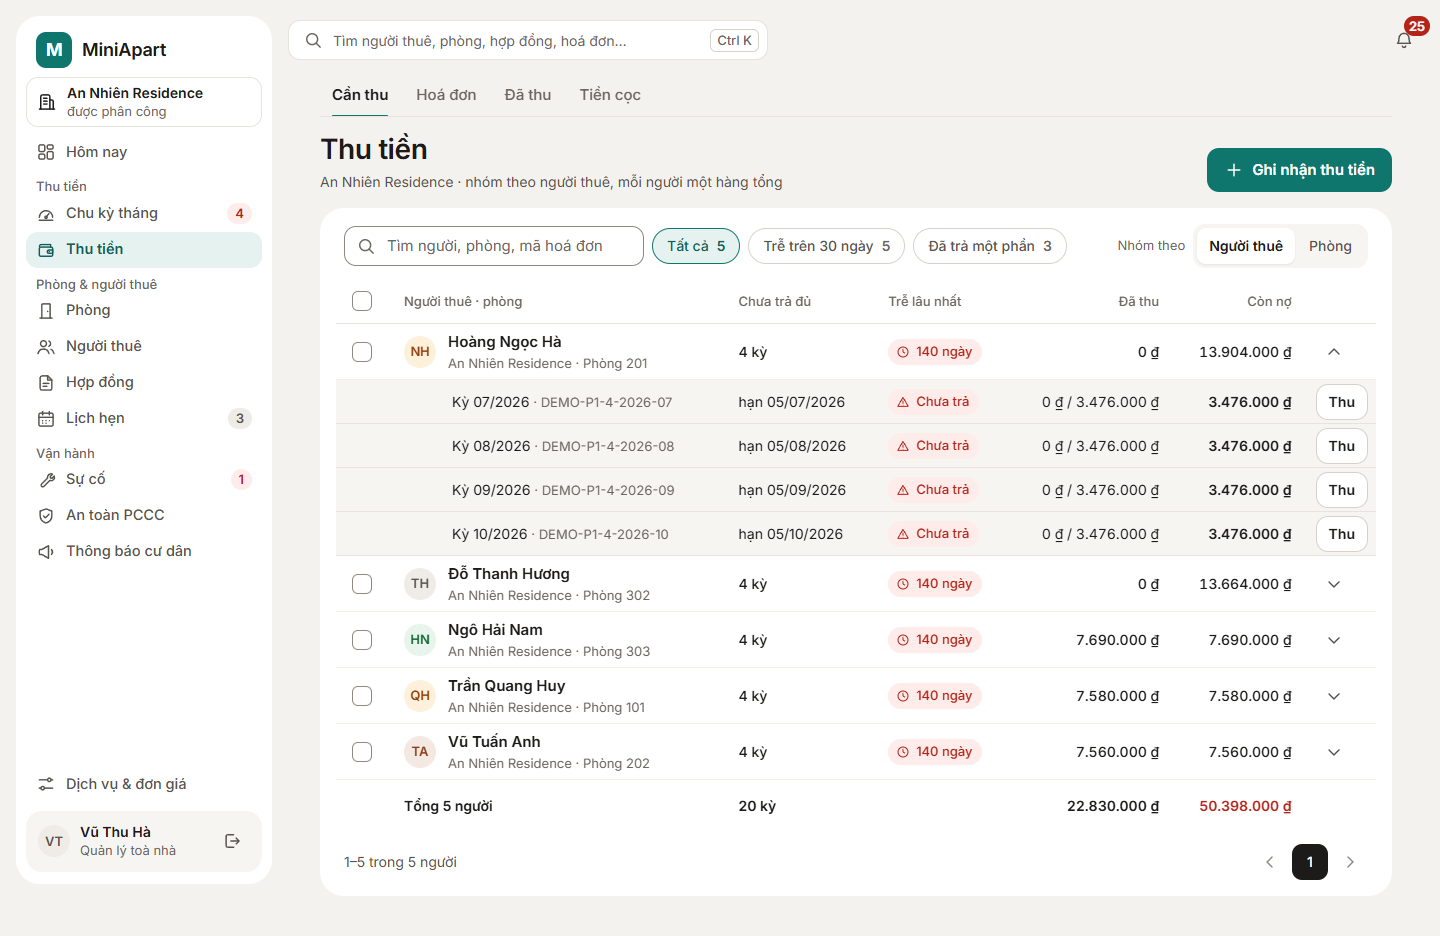 M MiniApart
An Nhiên Residence
được phân công
Hôm nay
Thu tiền
Chu kỳ tháng 4
Thu tiền
Phòng & người thuê
Phòng
Người thuê
Hợp đồng
Lịch hẹn 3
Vận hành
Sự cố 1
An toàn PCCC
Thông báo cư dân
Dịch vụ & đơn giá
VT Vũ Thu Hà
Quản lý toà nhà
Tìm người thuê, phòng, hợp đồng, hoá đơn... Ctrl K
25
Cần thu Hoá đơn Đã thu Tiền cọc
Thu tiền
An Nhiên Residence · nhóm theo người thuê, mỗi người một hàng tổng
Ghi nhận thu tiền
Tìm người, phòng, mã hoá đơn Tất cả 5 Trễ trên 30 ngày 5 Đã trả một phần 3 Nhóm theo Người thuê Phòng
Người thuê · phòng Chưa trả đủ Trễ lâu nhất Đã thu Còn nợ
NH Hoàng Ngọc Hà 4 kỳ 140 ngày 0 ₫ 13.904.000 ₫
An Nhiên Residence · Phòng 201
Kỳ 07/2026 · DEMO-P1-4-2026-07 hạn 05/07/2026 Chưa trả 0 ₫ / 3.476.000 ₫ 3.476.000 ₫ Thu
Kỳ 08/2026 · DEMO-P1-4-2026-08 hạn 05/08/2026 Chưa trả 0 ₫ / 3.476.000 ₫ 3.476.000 ₫ Thu
Kỳ 09/2026 · DEMO-P1-4-2026-09 hạn 05/09/2026 Chưa trả 0 ₫ / 3.476.000 ₫ 3.476.000 ₫ Thu
Kỳ 10/2026 · DEMO-P1-4-2026-10 hạn 05/10/2026 Chưa trả 0 ₫ / 3.476.000 ₫ 3.476.000 ₫ Thu
TH Đỗ Thanh Hương 4 kỳ 140 ngày 0 ₫ 13.664.000 ₫
An Nhiên Residence · Phòng 302
HN Ngô Hải Nam 4 kỳ 140 ngày 7.690.000 ₫ 7.690.000 ₫
An Nhiên Residence · Phòng 303
QH Trần Quang Huy 4 kỳ 140 ngày 7.580.000 ₫ 7.580.000 ₫
An Nhiên Residence · Phòng 101
TA Vũ Tuấn Anh 4 kỳ 140 ngày 7.560.000 ₫ 7.560.000 ₫
An Nhiên Residence · Phòng 202
Tổng 5 người 20 kỳ 22.830.000 ₫ 50.398.000 ₫
1–5 trong 5 người 1